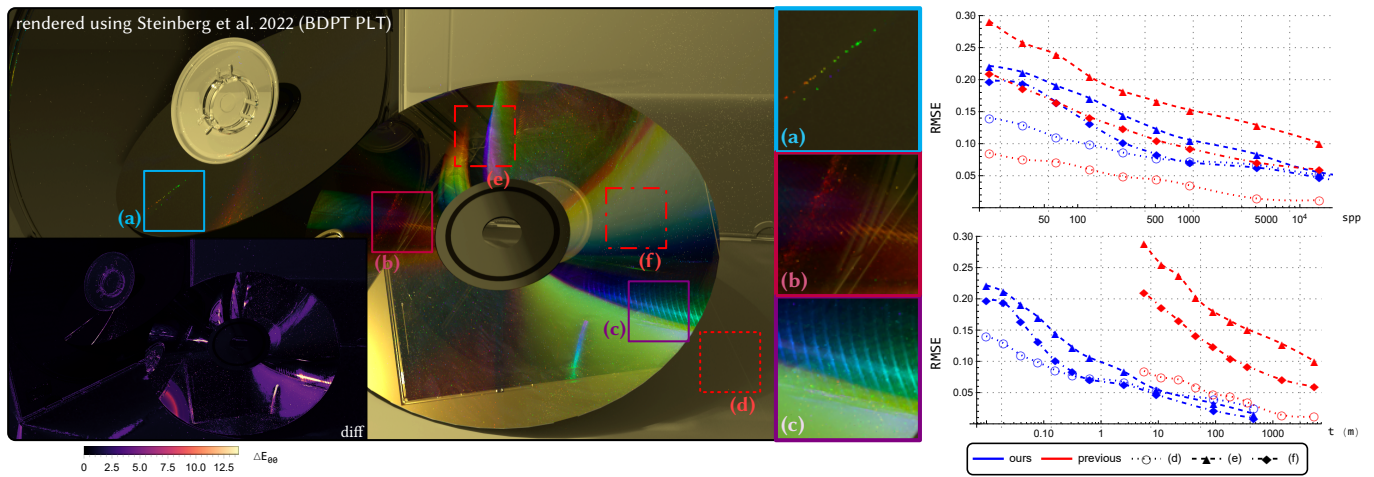 rendered using Steinberg et al. 2022 (BDPT PLT)
(a)
(b)
(c)
(d)
(e)
(f)
diff
0 2.5 5.0 7.5 10.0 12.5 ΔE₀₀
(a)
(b)
(c)
RMSE
0.30
0.25
0.20
0.15
0.10
0.05
50 100 500 1000 5000 10⁴ spp
RMSE
0.30
0.25
0.20
0.15
0.10
0.05
0.10 1 10 100 1000 t (m)
ours previous (d) (e) (f)